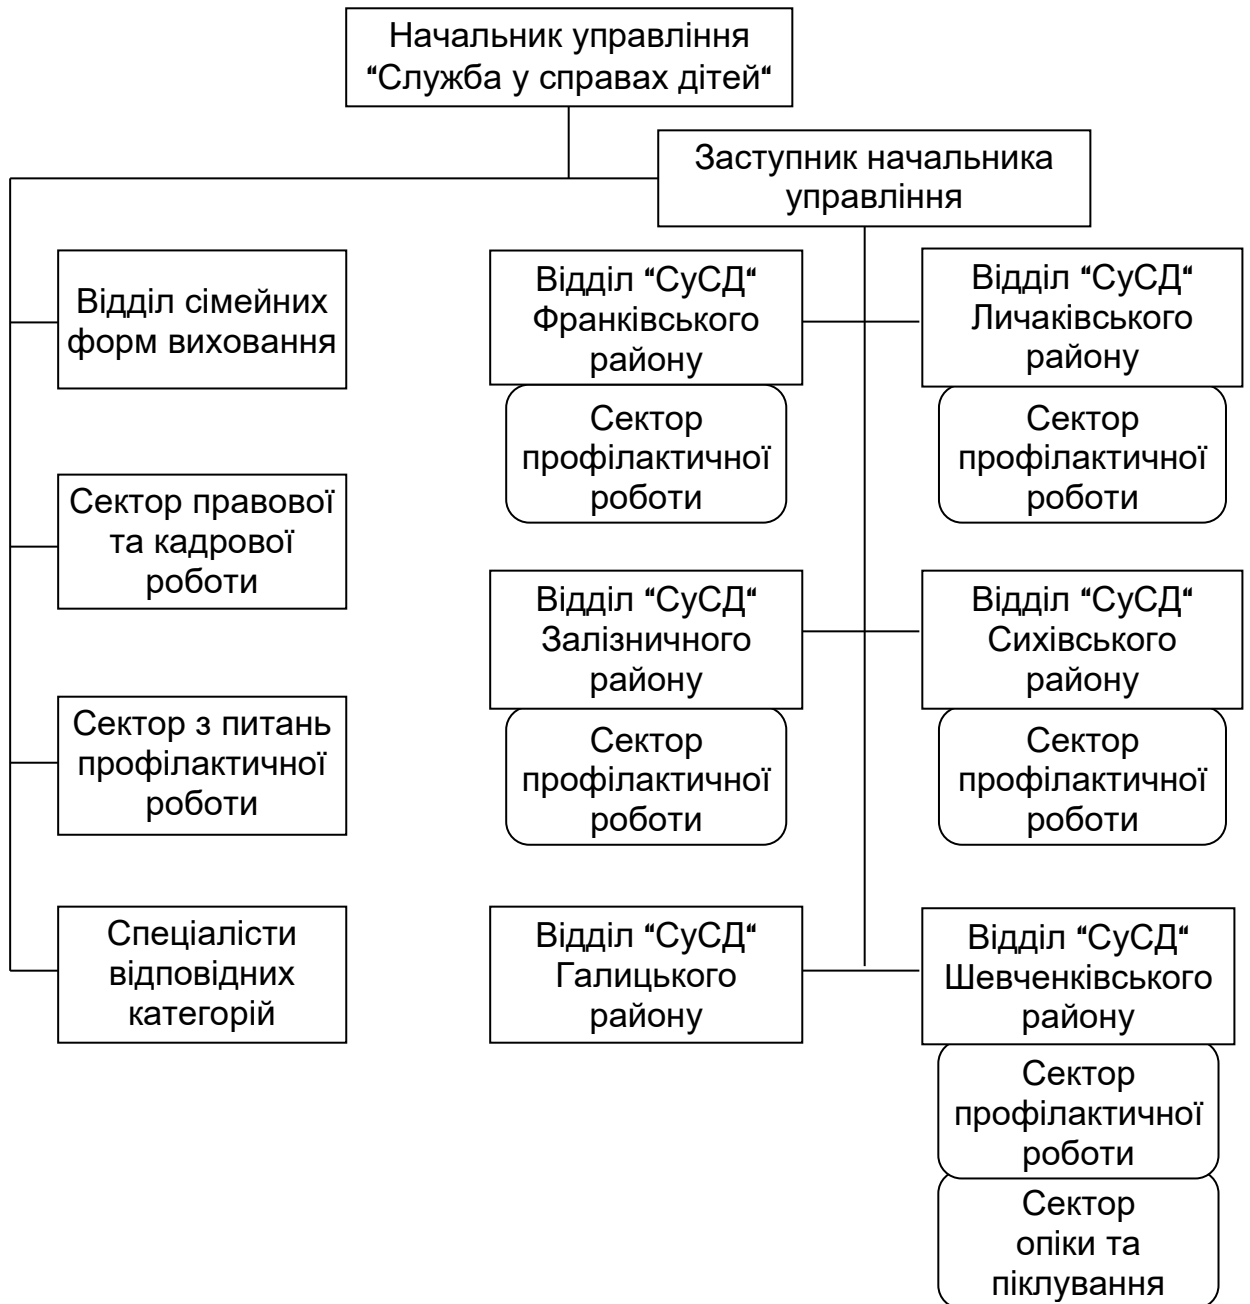 Начальник управління
“Служба у справах дітей“
Заступник начальника
управління
Відділ сімейних
форм виховання
Сектор правової
та кадрової
роботи
Сектор з питань
профілактичної
роботи
Спеціалісти
відповідних
категорій
Відділ “СуСД“
Франківського
району
Сектор
профілактичної
роботи
Відділ “СуСД“
Личаківського
району
Сектор
профілактичної
роботи
Відділ “СуСД“
Залізничного
району
Сектор
профілактичної
роботи
Відділ “СуСД“
Сихівського
району
Сектор
профілактичної
роботи
Відділ “СуСД“
Галицького
району
Відділ “СуСД“
Шевченківського
району
Сектор
профілактичної
роботи
Сектор
опіки та
піклування